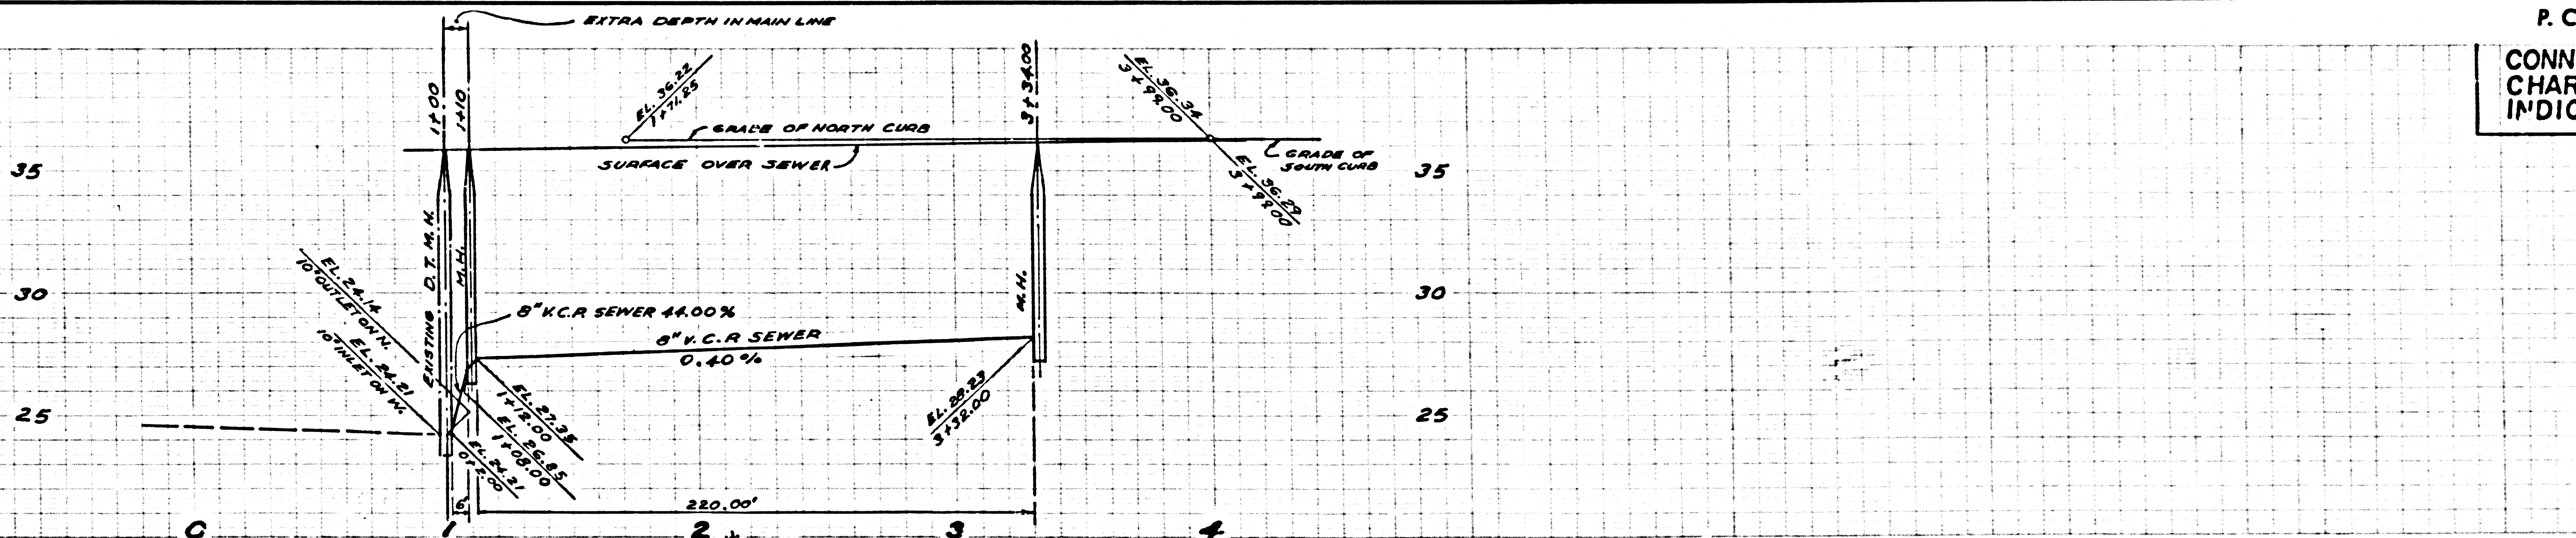 EXTRA DEPTH IN MAIN LINE
P. C
CONN
CHAR
INDIC
1+00
1+10
EL. 36.22
1+71.85
3+34.00
EL. 36.34
3+99.00
GRADE OF NORTH CURB
SURFACE OVER SEWER
GRADE OF
SOUTH CURB
EL. 36.29
3+99.00
35
35
EXISTING D.T.M.H.
M.H.
M.H.
EL. 24.14
10" OUTLET ON N.
EL. 24.21
10" INLET ON W.
30
30
8" V.C.P. SEWER 44.00%
8" V.C.P. SEWER
0.40%
EL. 27.35
1+12.00
EL. 26.85
1+08.00
EL. 24.21
0+2.00
EL. 28.23
3+32.00
25
25
6'
220.00'
0
1
2
3
4